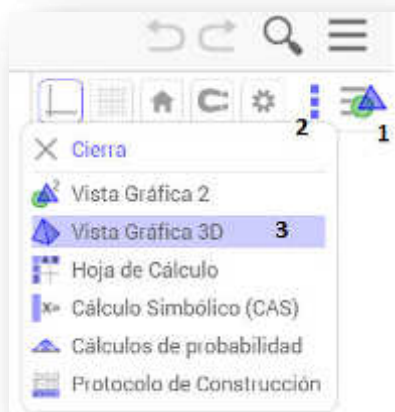 2
1
Cierra
Vista Gráfica 2
Vista Gráfica 3D 3
Hoja de Cálculo
Cálculo Simbólico (CAS)
Cálculos de probabilidad
Protocolo de Construcción